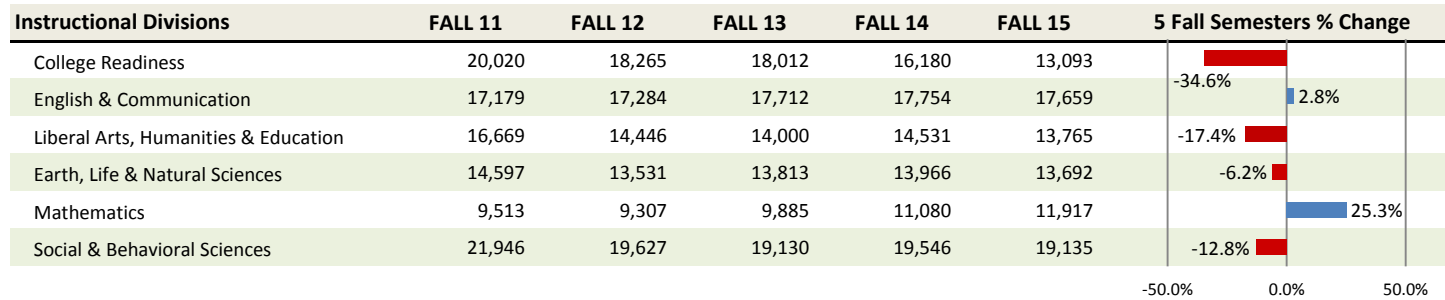 Instructional Divisions FALL 11 FALL 12 FALL 13 FALL 14 FALL 15 5 Fall Semesters % Change
College Readiness 20,020 18,265 18,012 16,180 13,093 -34.6%
English & Communication 17,179 17,284 17,712 17,754 17,659 2.8%
Liberal Arts, Humanities & Education 16,669 14,446 14,000 14,531 13,765 -17.4%
Earth, Life & Natural Sciences 14,597 13,531 13,813 13,966 13,692 -6.2%
Mathematics 9,513 9,307 9,885 11,080 11,917 25.3%
Social & Behavioral Sciences 21,946 19,627 19,130 19,546 19,135 -12.8%
-50.0% 0.0% 50.0%